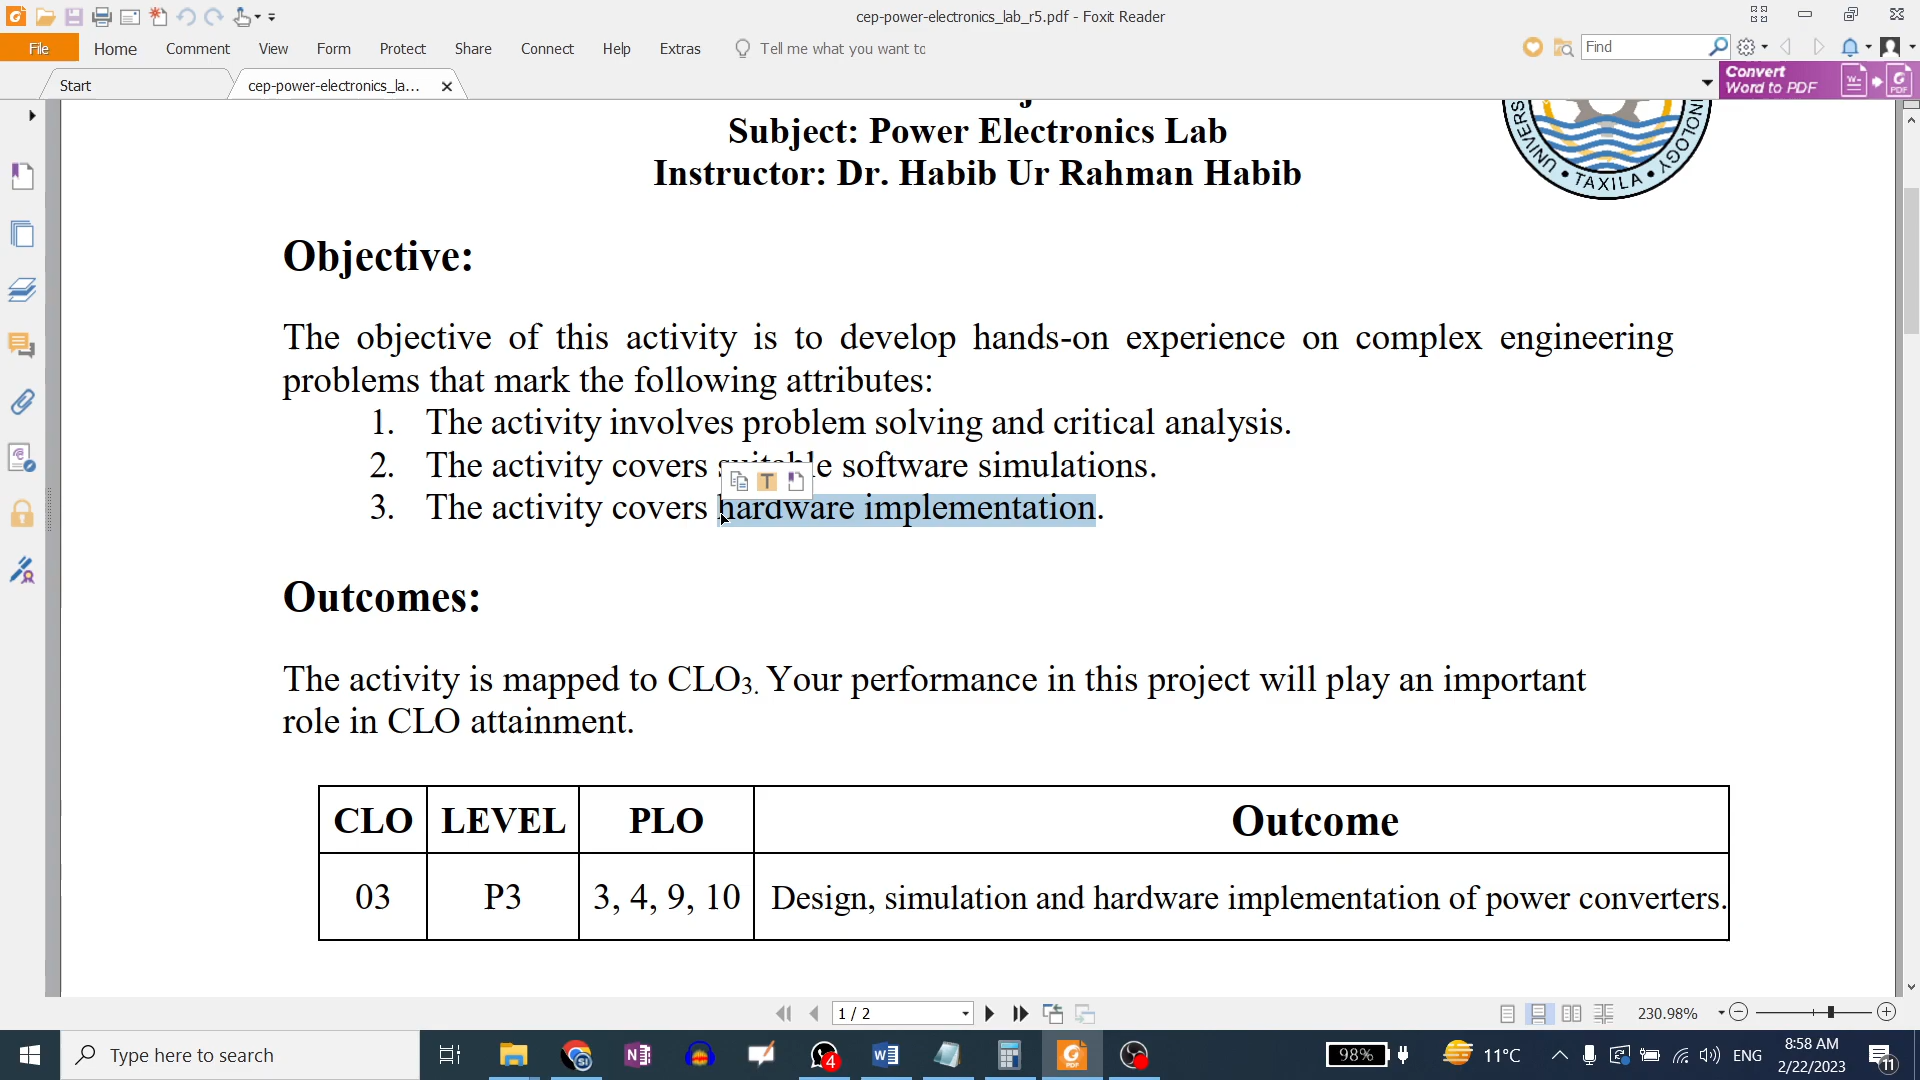 cep-power-electronics_lab_r5.pdf - Foxit Reader
File Home Comment View Form Protect Share Connect Help Extras Tell me what you want to Find
Start cep-power-electronics_la...
Convert
Word to PDF
Subject: Power Electronics Lab
Instructor: Dr. Habib Ur Rahman Habib
TAXILA
Objective:
The objective of this activity is to develop hands-on experience on complex engineering
problems that mark the following attributes:
1. The activity involves problem solving and critical analysis.
2. The activity covers software simulations.
3. The activity covers hardware implementation.
Outcomes:
The activity is mapped to CLO3. Your performance in this project will play an important
role in CLO attainment.
CLO LEVEL PLO Outcome
03 P3 3, 4, 9, 10 Design, simulation and hardware implementation of power converters.
1 / 2 230.98%
Type here to search 4 98% 11°C ENG 8:58 AM
2/22/2023 11